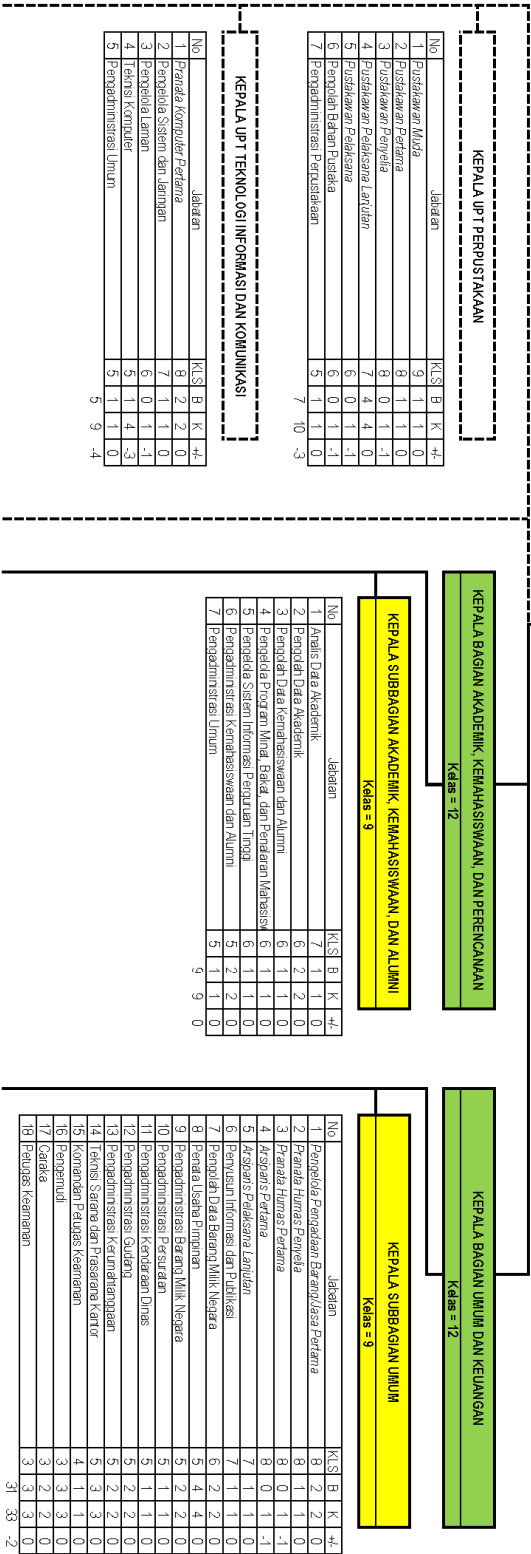 KEPALA UPT PERPUSTAKAAN
No Jabatan KLS B K +/-
1 Pustakawan Muda 9 1 1 0
2 Pustakawan Pertama 8 1 1 0
3 Pustakawan Penyelia 8 0 1 -1
4 Pustakawan Pelaksana Lanjutan 7 4 4 0
5 Pustakawan Pelaksana 6 0 1 -1
6 Pengolah Bahan Pustaka 6 0 1 -1
7 Pengadministrasi Perpustakaan 5 1 1 0
7 10 -3
KEPALA UPT TEKNOLOGI INFORMASI DAN KOMUNIKASI
No Jabatan KLS B K +/-
1 Pranata Komputer Pertama 8 2 2 0
2 Pengelola Sistem dan Jaringan 7 1 1 0
3 Pengelola Laman 6 0 1 -1
4 Teknisi Komputer 5 1 4 -3
5 Pengadministrasi Umum 5 1 1 0
5 9 -4
KEPALA BAGIAN AKADEMIK, KEMAHASISWAAN, DAN PERENCANAAN
Kelas = 12
KEPALA SUBBAGIAN AKADEMIK, KEMAHASISWAAN, DAN ALUMNI
Kelas = 9
No Jabatan KLS B K +/-
1 Analis Data Akademik 7 1 1 0
2 Pengolah Data Akademik 6 2 2 0
3 Pengolah Data Kemahasiswaan dan Alumni 6 1 1 0
4 Pengelola Program Minat, Bakat, dan Penalaran Mahasisw 6 1 1 0
5 Pengelola Sistem Informasi Perguruan Tinggi 6 1 1 0
6 Pengadministrasi Kemahasiswaan dan Alumni 5 2 2 0
7 Pengadministrasi Umum 5 1 1 0
9 9 0
KEPALA BAGIAN UMUM DAN KEUANGAN
Kelas = 12
KEPALA SUBBAGIAN UMUM
Kelas = 9
No Jabatan KLS B K +/-
1 Pengelola Pengadaan Barang/Jasa Pertama 8 2 2 0
2 Pranata Humas Penyelia 8 1 1 0
3 Pranata Humas Pertama 8 0 1 -1
4 Arsiparis Pertama 8 0 1 -1
5 Arsiparis Pelaksana Lanjutan 7 1 1 0
6 Penyusun Informasi dan Publikasi 7 1 1 0
7 Pengolah Data Barang Milik Negara 6 2 2 0
8 Penata Usaha Pimpinan 5 4 4 0
9 Pengadministrasi Barang Milik Negara 5 2 2 0
10 Pengadministrasi Persuratan 5 1 1 0
11 Pengadministrasi Kendaraan Dinas 5 1 1 0
12 Pengadministrasi Gudang 5 2 2 0
13 Pengadministrasi Kerumahtanggaan 5 2 2 0
14 Teknisi Sarana dan Prasarana Kantor 5 3 3 0
15 Komandan Petugas Keamanan 4 1 1 0
16 Pengemudi 3 3 3 0
17 Caraka 3 2 2 0
18 Petugas Keamanan 3 3 3 0
31 33 -2